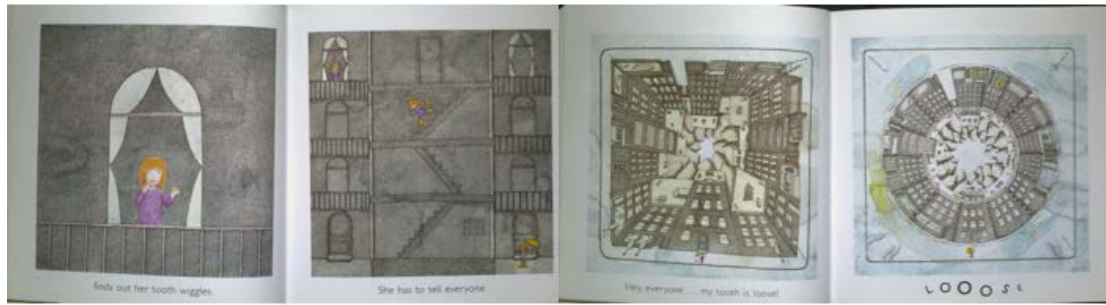 finds out her tooth wiggles.
She has to tell everyone
Hey, everyone ... my tooth is loose!
LOOOSE